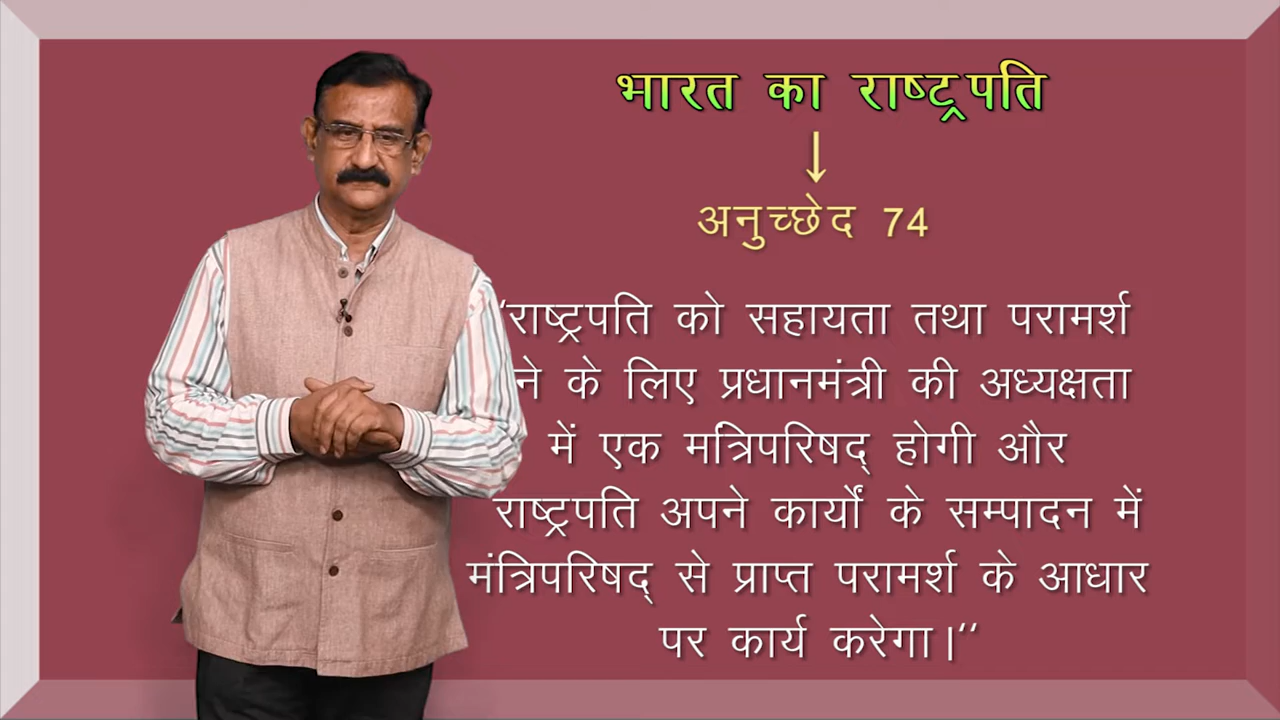 भारत का राष्ट्रपति
↓
अनुच्छेद 74
‘राष्ट्रपति को सहायता तथा परामर्श
ने के लिए प्रधानमंत्री की अध्यक्षता
में एक मंत्रिपरिषद् होगी और
राष्ट्रपति अपने कार्यों के सम्पादन में
मंत्रिपरिषद् से प्राप्त परामर्श के आधार
पर कार्य करेगा।’’